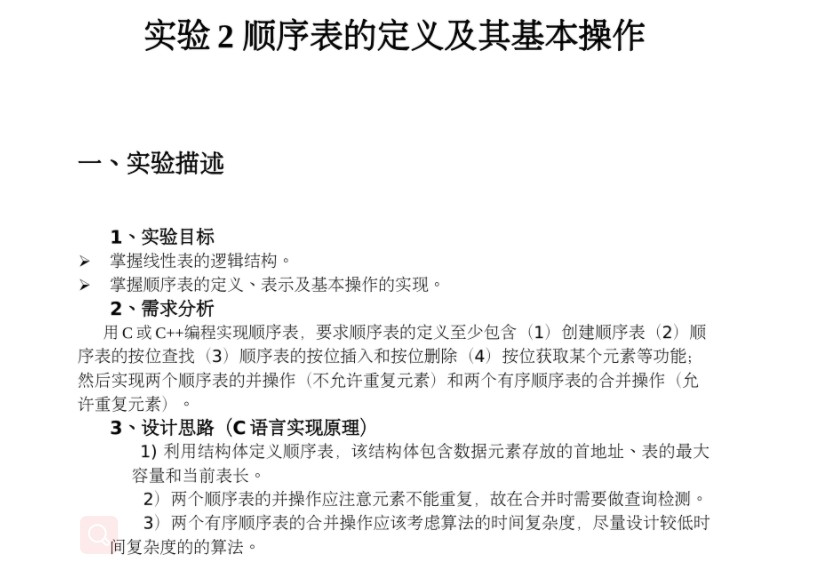 实验 2 顺序表的定义及其基本操作
一、实验描述
1、实验目标
➢ 掌握线性表的逻辑结构。
➢ 掌握顺序表的定义、表示及基本操作的实现。
2、需求分析
用 C 或 C++编程实现顺序表，要求顺序表的定义至少包含（1）创建顺序表（2）顺
序表的按位查找（3）顺序表的按位插入和按位删除（4）按位获取某个元素等功能；
然后实现两个顺序表的并操作（不允许重复元素）和两个有序顺序表的合并操作（允
许重复元素）。
3、设计思路（C 语言实现原理）
1) 利用结构体定义顺序表，该结构体包含数据元素存放的首地址、表的最大
容量和当前表长。
2）两个顺序表的并操作应注意元素不能重复，故在合并时需要做查询检测。
3）两个有序顺序表的合并操作应该考虑算法的时间复杂度，尽量设计较低时
间复杂度的的算法。